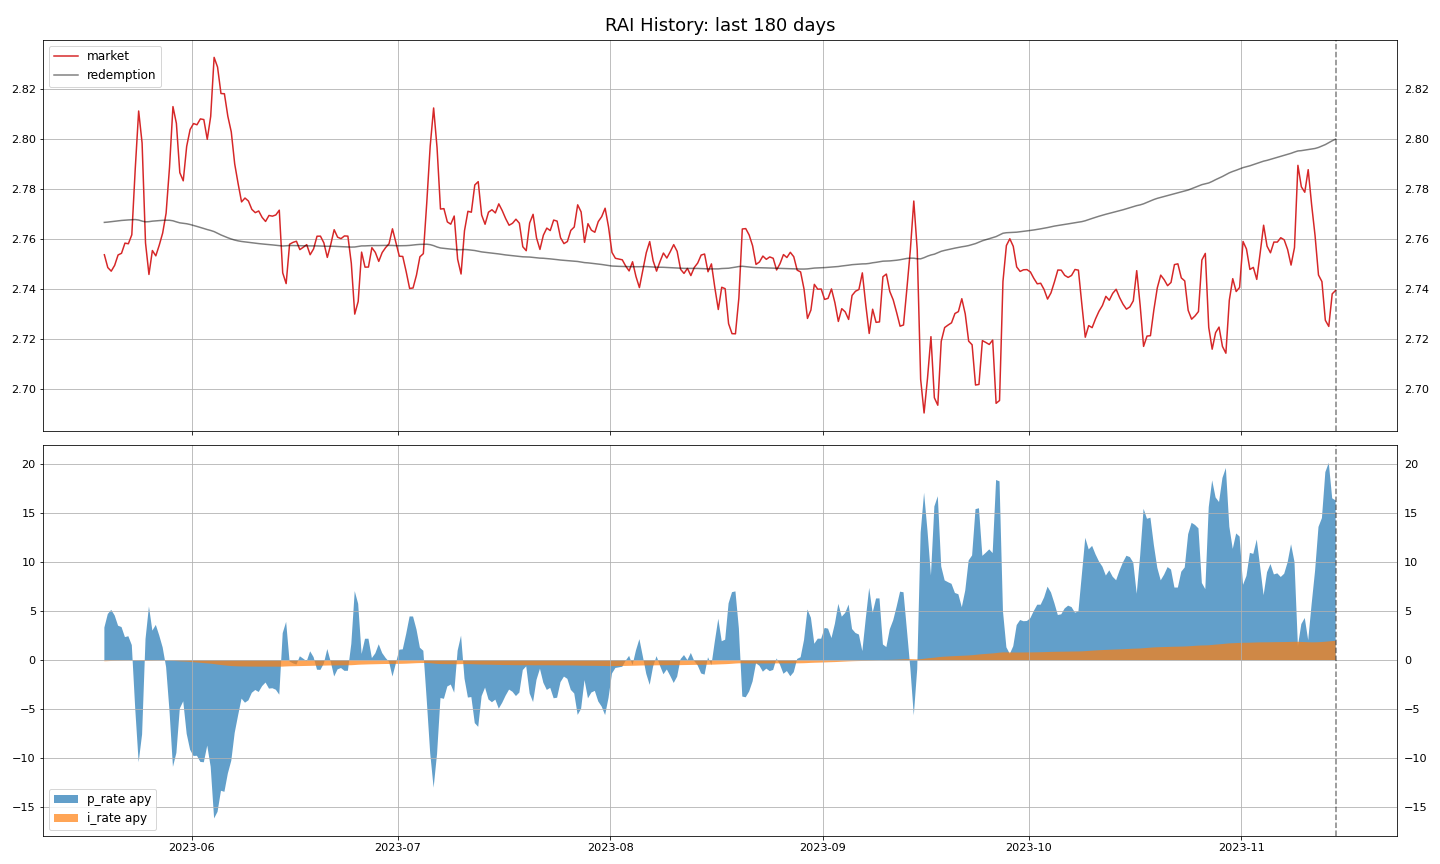 RAI History: last 180 days
market
redemption
2.82 2.82
2.80 2.80
2.78 2.78
2.76 2.76
2.74 2.74
2.72 2.72
2.70 2.70
20 20
15 15
10 10
5 5
0 0
−5 −5
−10 −10
−15 −15
p_rate apy
i_rate apy
2023-06 2023-07 2023-08 2023-09 2023-10 2023-11